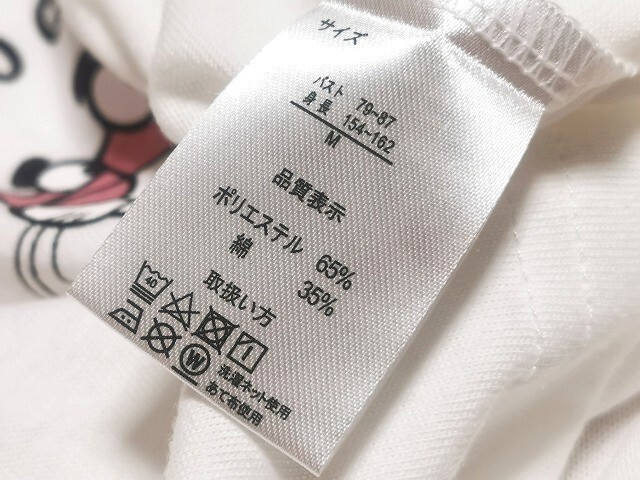 サイズ
バスト 79~87
身長 154~162
M
品質表示
ポリエステル 65%
綿 35%
取扱い方
40
W
洗濯ネット使用
あて布使用